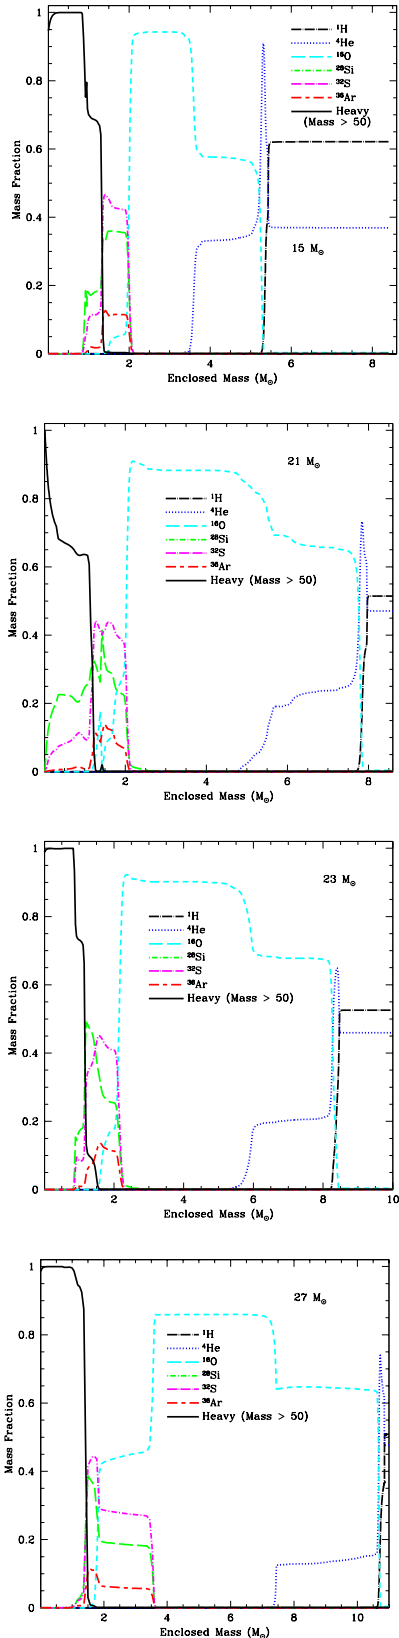 1
0.8
0.6
0.4
0.2
0
Mass Fraction
¹H
⁴He
¹⁶O
²⁸Si
³²S
³⁶Ar
Heavy
(Mass > 50)
15 M⊙
2 4 6 8
Enclosed Mass (M⊙)
1
0.8
0.6
0.4
0.2
0
Mass Fraction
21 M⊙
¹H
⁴He
¹⁶O
²⁸Si
³²S
³⁶Ar
Heavy (Mass > 50)
2 4 6 8
Enclosed Mass (M⊙)
1
0.8
0.6
0.4
0.2
0
Mass Fraction
23 M⊙
¹H
⁴He
¹⁶O
²⁸Si
³²S
³⁶Ar
Heavy (Mass > 50)
0 2 4 6 8 10
Enclosed Mass (M⊙)
1
0.8
0.6
0.4
0.2
0
Mass Fraction
27 M⊙
¹H
⁴He
¹⁶O
²⁸Si
³²S
³⁶Ar
Heavy (Mass > 50)
2 4 6 8 10
Enclosed Mass (M⊙)